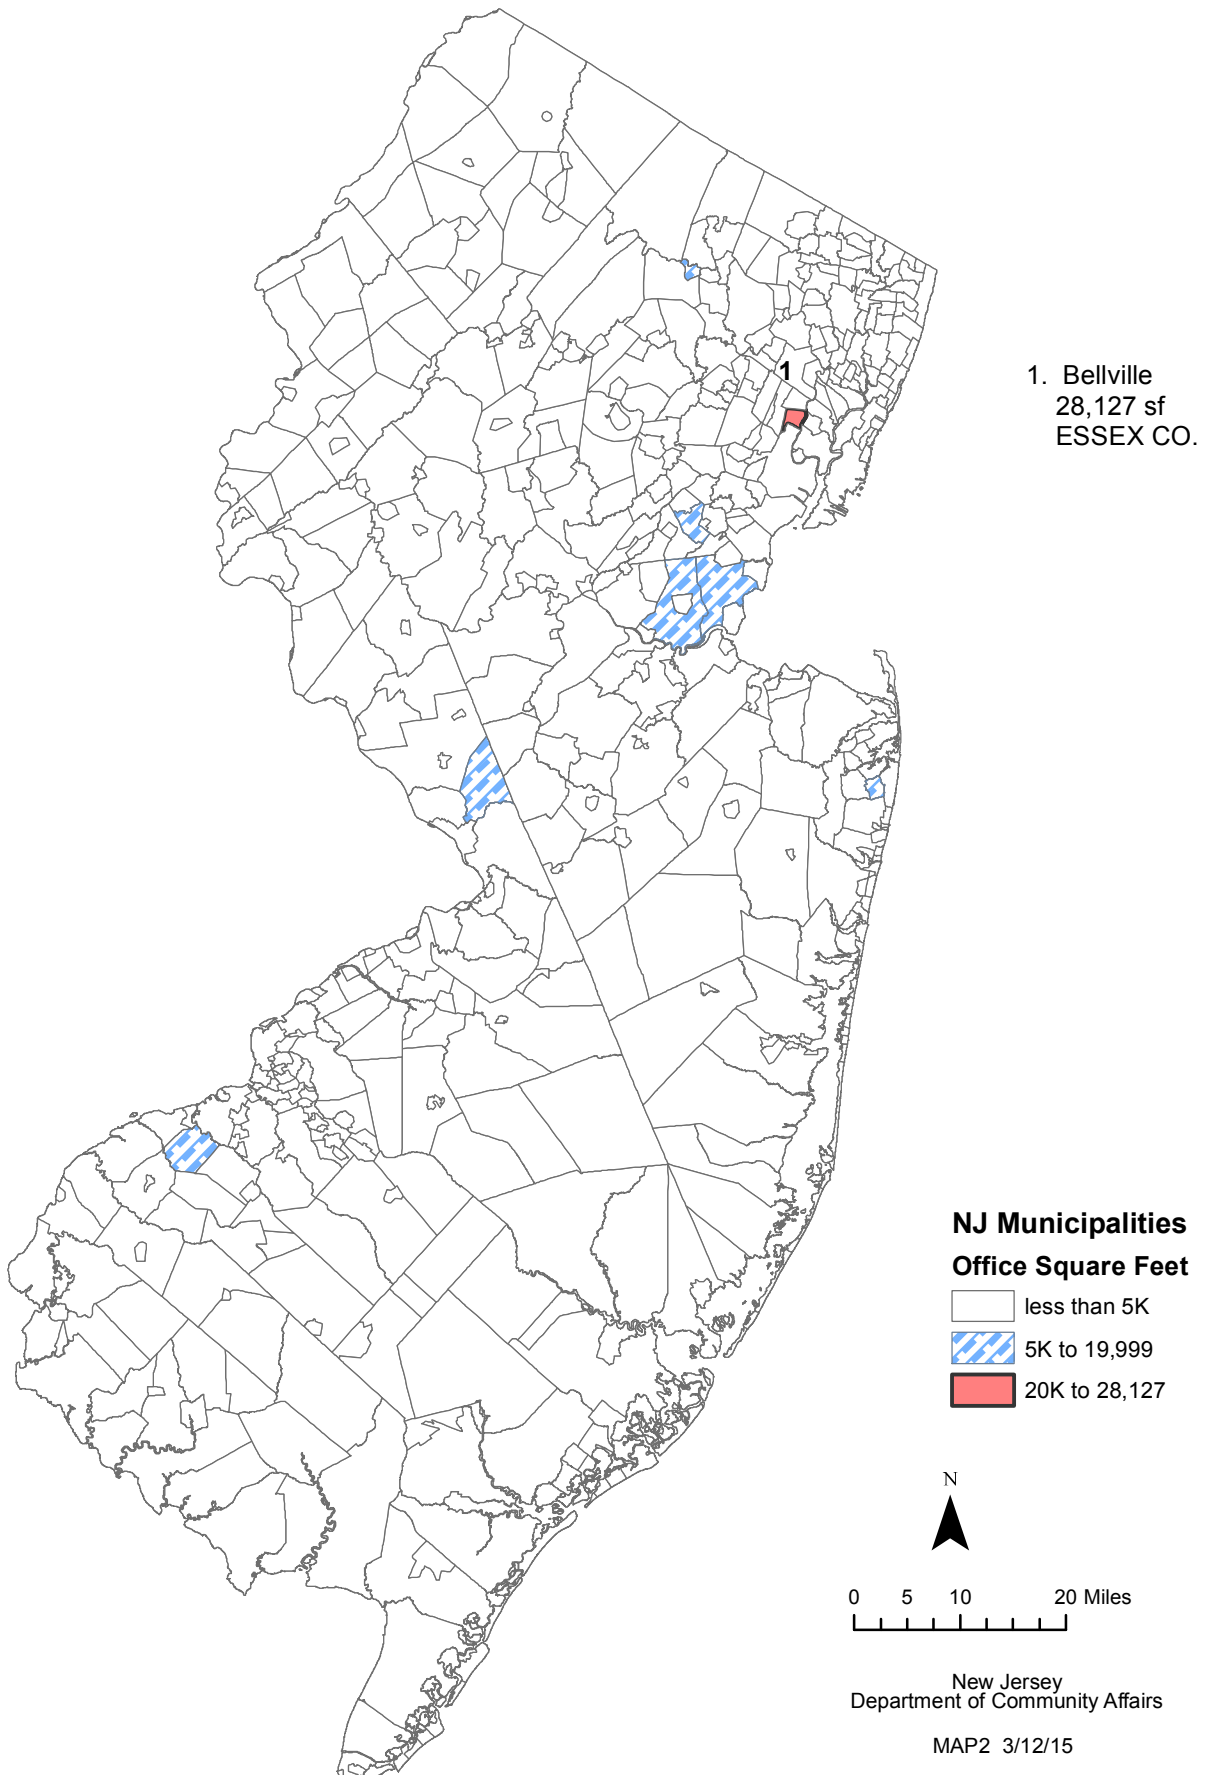 1
1. Bellville
28,127 sf
ESSEX CO.
NJ Municipalities
Office Square Feet
less than 5K
5K to 19,999
20K to 28,127
N
0 5 10 20 Miles
New Jersey
Department of Community Affairs
MAP2 3/12/15